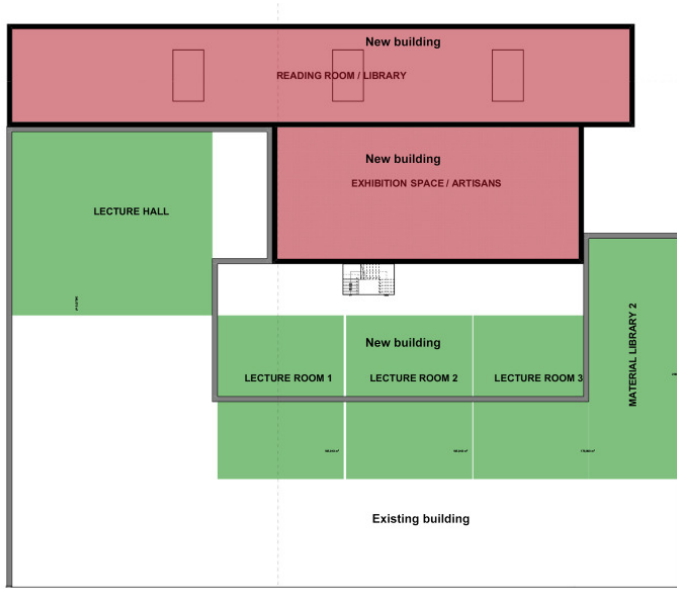 New building
READING ROOM / LIBRARY
New building
EXHIBITION SPACE / ARTISANS
LECTURE HALL
MATERIAL LIBRARY 2
New building
LECTURE ROOM 1
LECTURE ROOM 2
LECTURE ROOM 3
Existing building